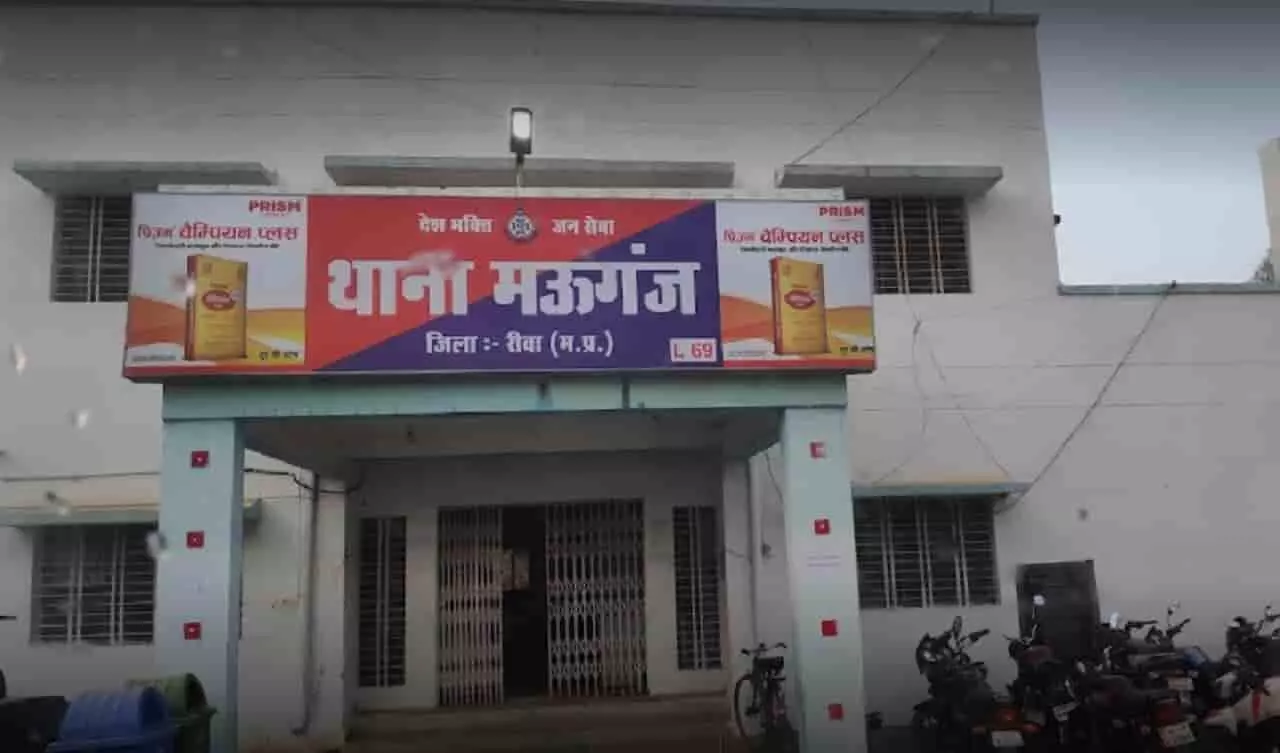 PRISM
प्रिज़्म चैम्पियन प्लस
देश भक्ति जन सेवा
थाना मऊगंज
जिला :- रीवा (म.प्र.)
L 69
PRISM
प्रिज़्म चैम्पियन प्लस